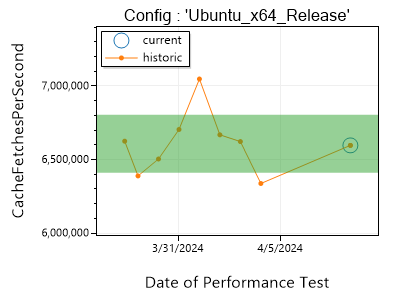 Config : 'Ubuntu_x64_Release'
current
historic
CacheFetchesPerSecond
7,000,000
6,500,000
6,000,000
3/31/2024
4/5/2024
Date of Performance Test